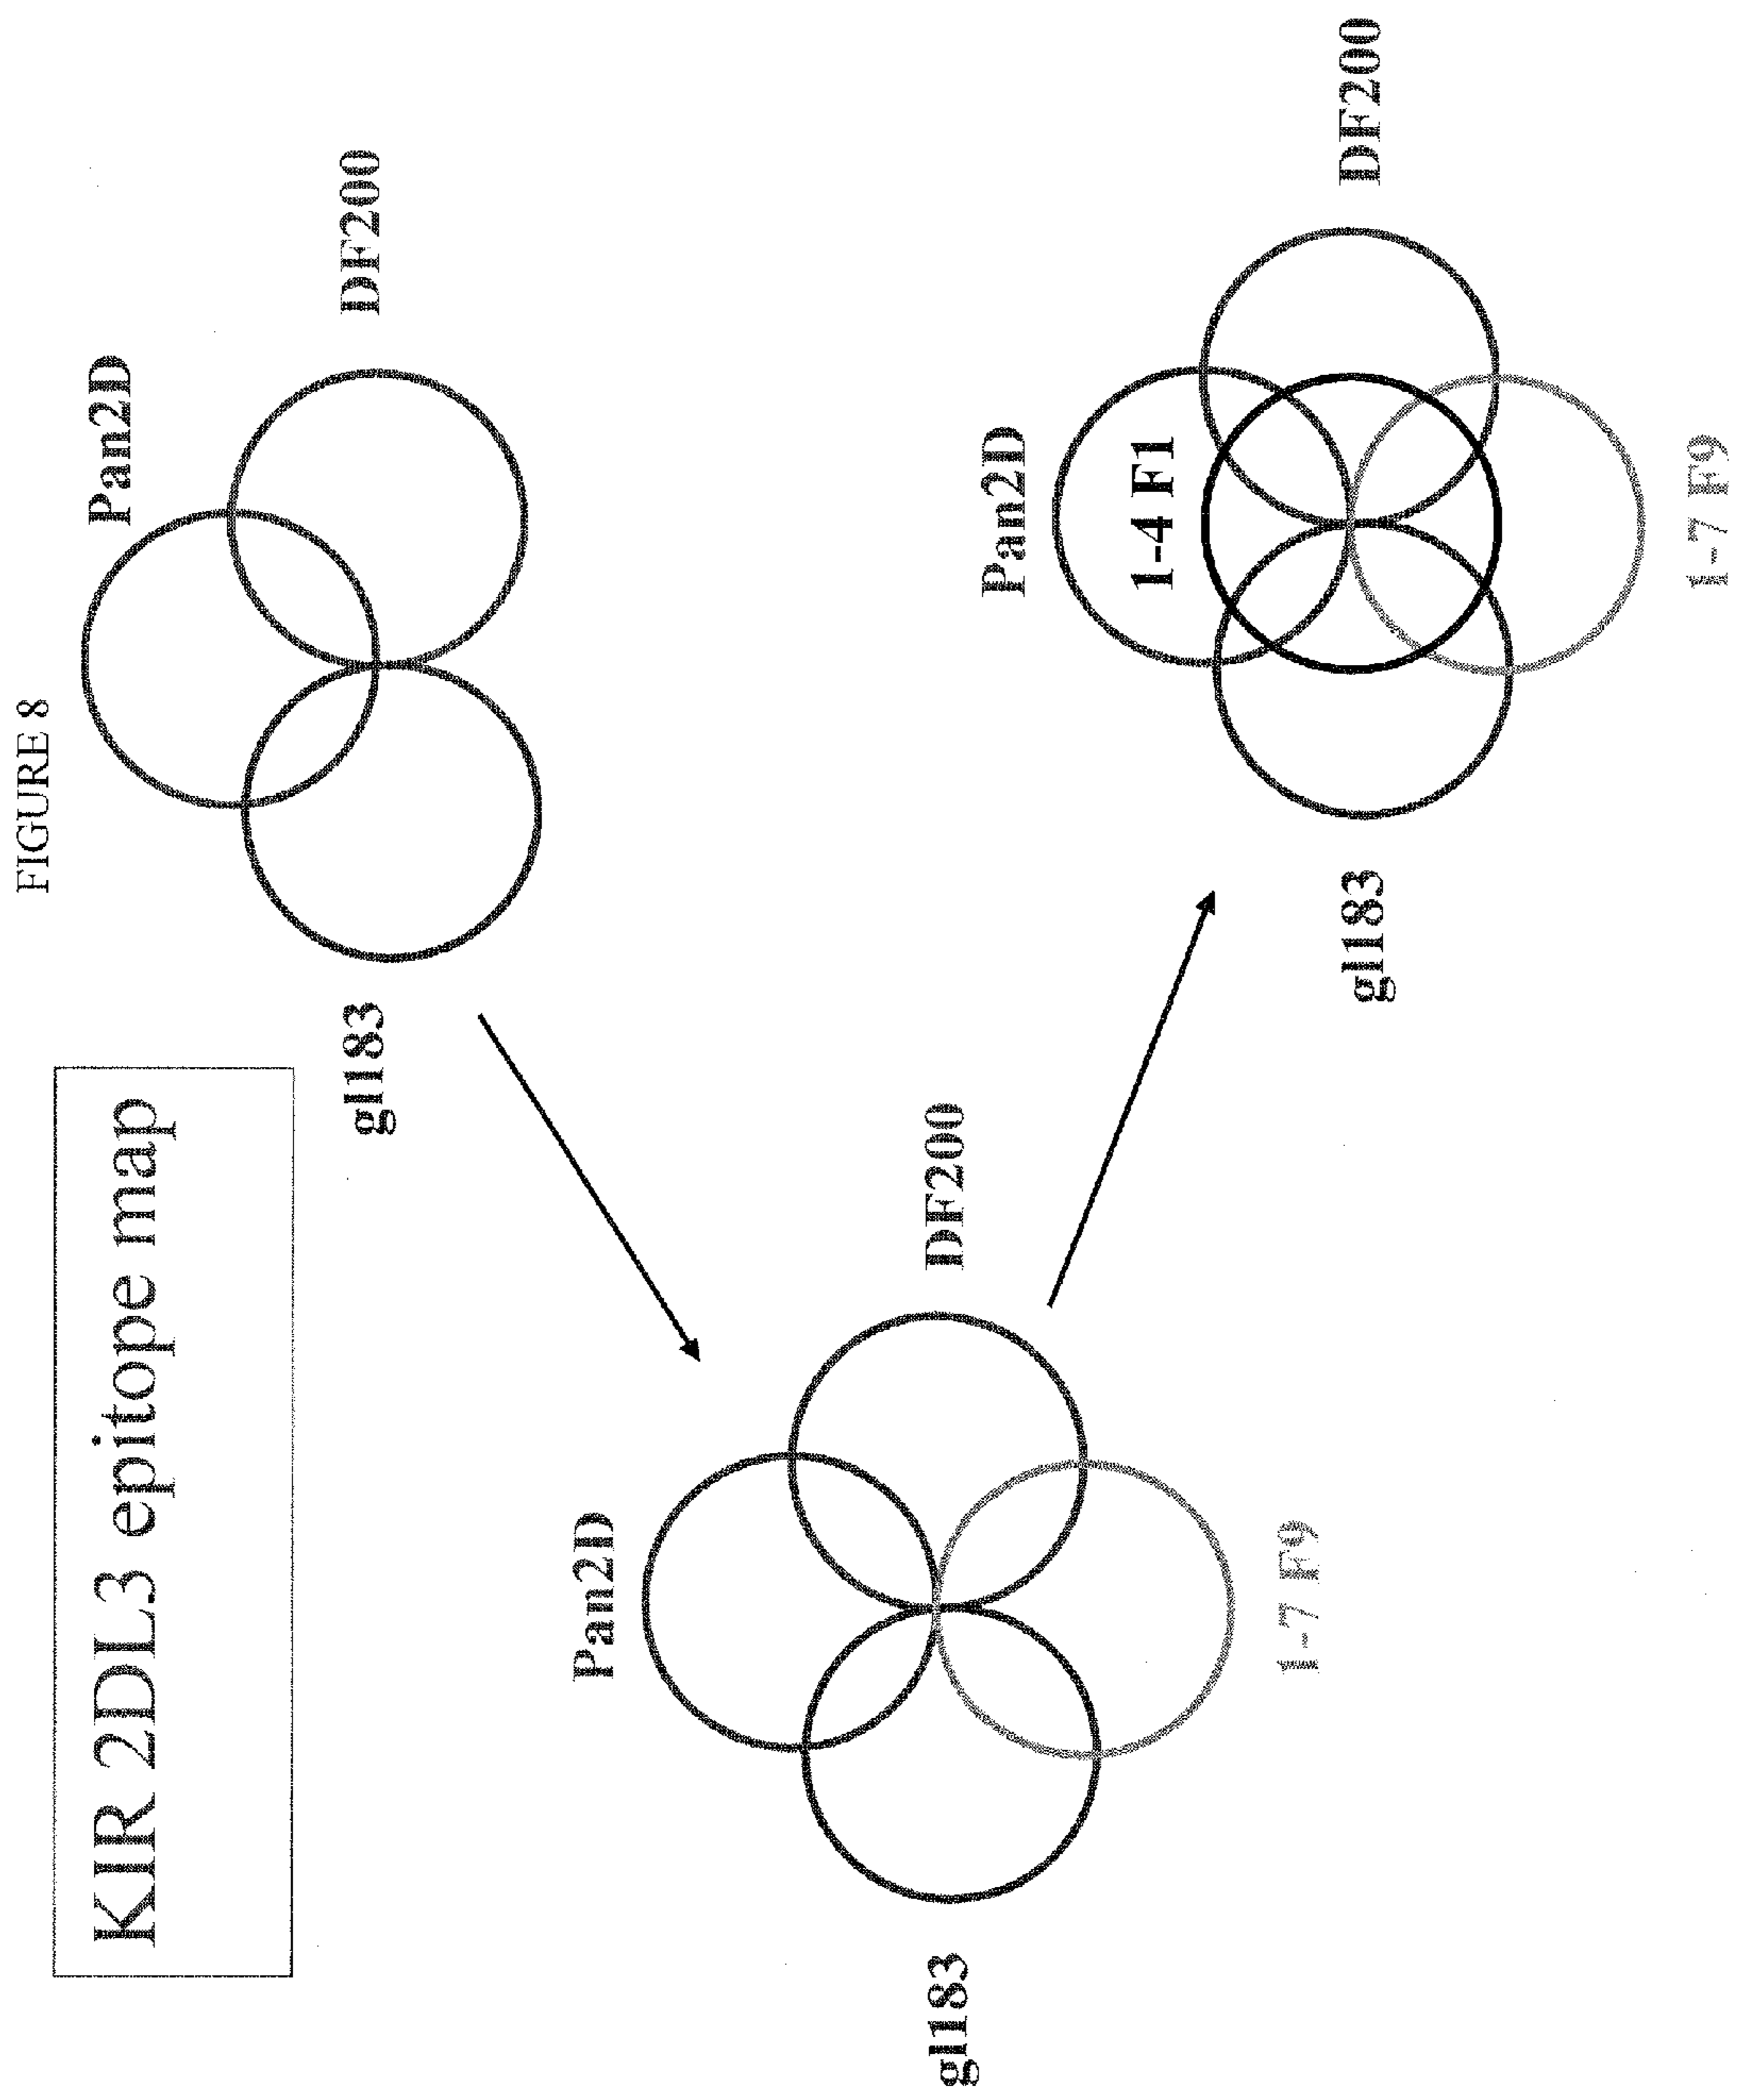 FIGURE 8
KIR 2DL3 epitope map
Pan2D
gl183
DF200
Pan2D
gl183
DF200
1-7 F9
Pan2D
1-4 F1
gl183
DF200
1-7 F9